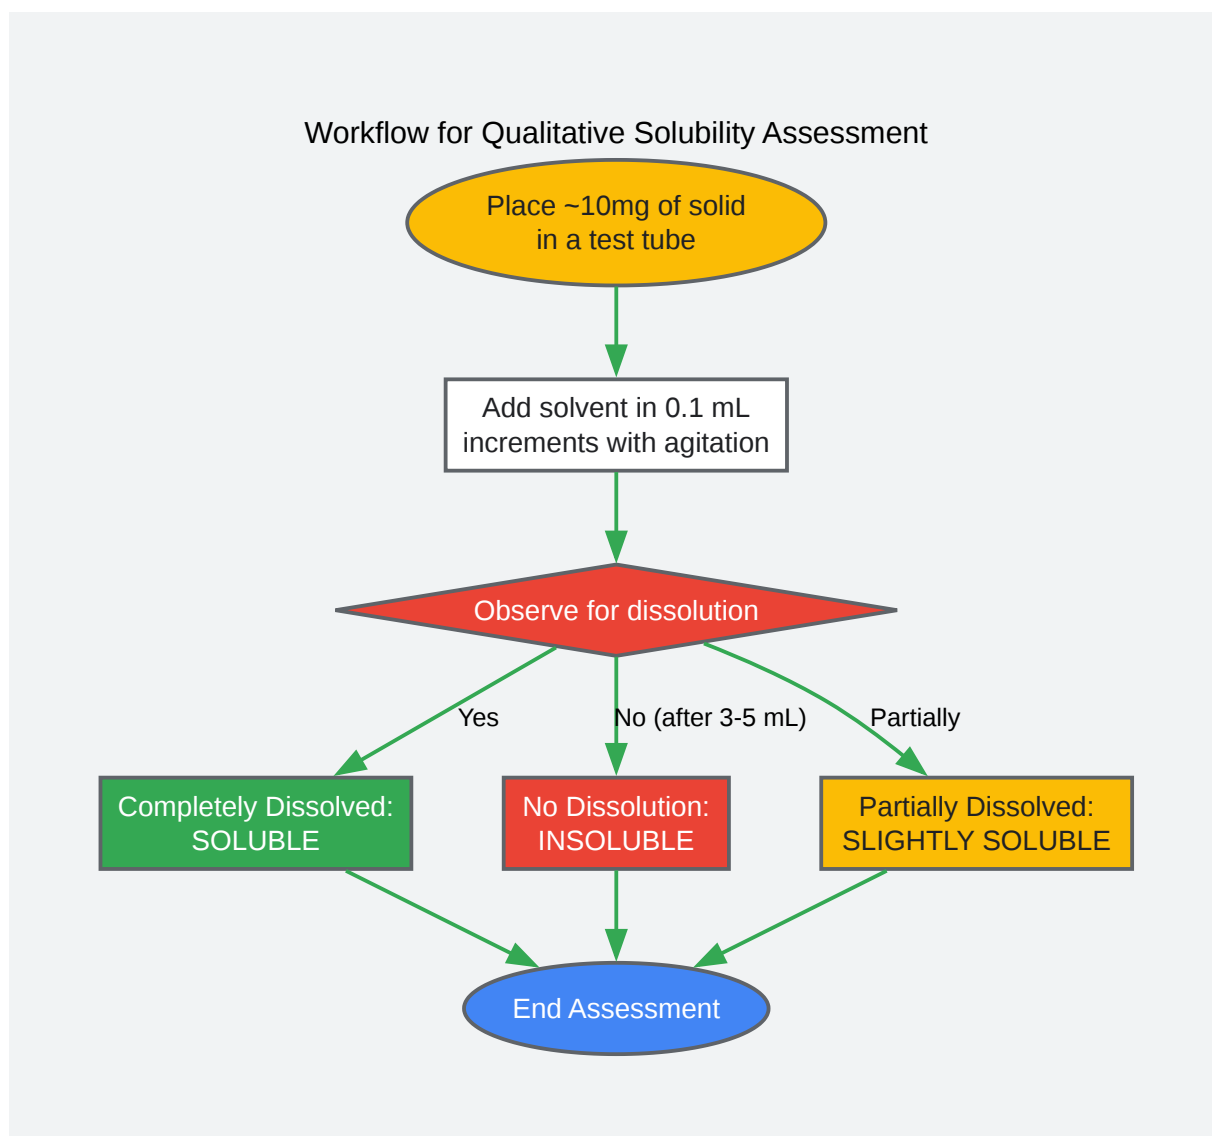 Workflow for Qualitative Solubility Assessment
Place ~10mg of solid
in a test tube
Add solvent in 0.1 mL
increments with agitation
Observe for dissolution
Yes
No (after 3-5 mL)
Partially
Completely Dissolved:
SOLUBLE
No Dissolution:
INSOLUBLE
Partially Dissolved:
SLIGHTLY SOLUBLE
End Assessment